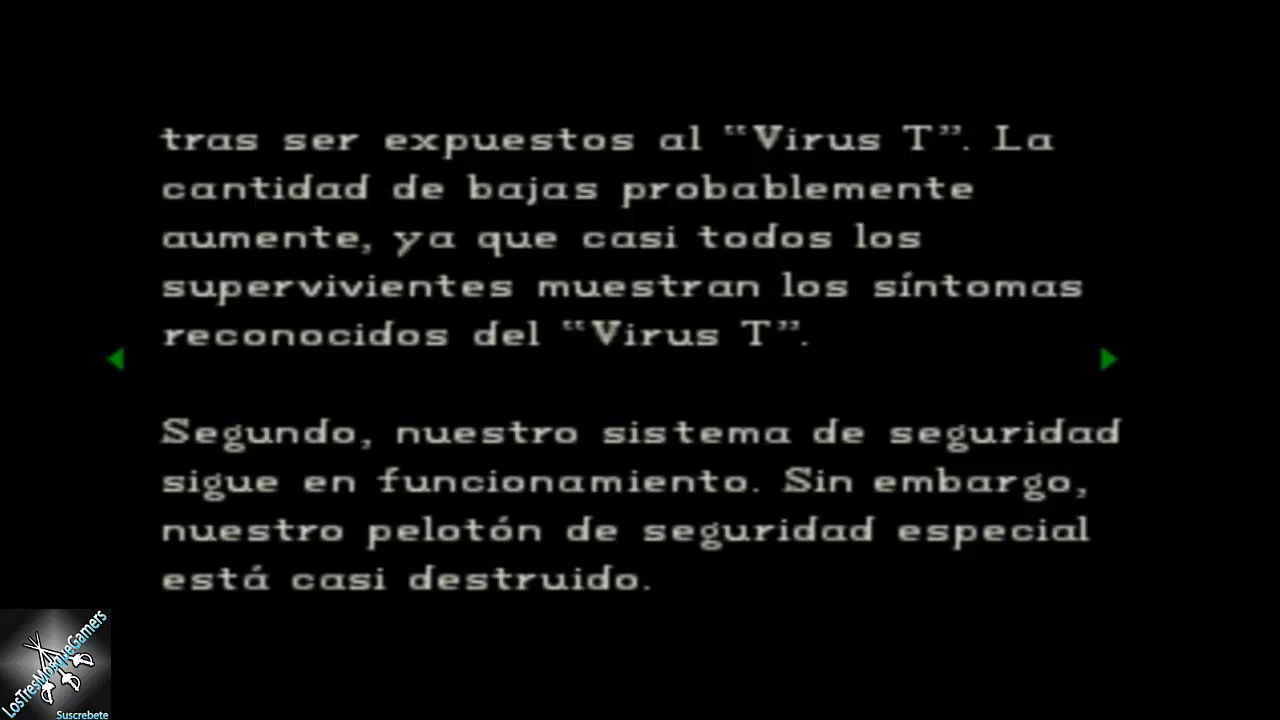 tras ser expuestos al “Virus T”. La
cantidad de bajas probablemente
aumente, ya que casi todos los
supervivientes muestran los síntomas
reconocidos del “Virus T”.
Segundo, nuestro sistema de seguridad
sigue en funcionamiento. Sin embargo,
nuestro pelotón de seguridad especial
está casi destruido.
LosTresMosqueGamers
Suscrebete